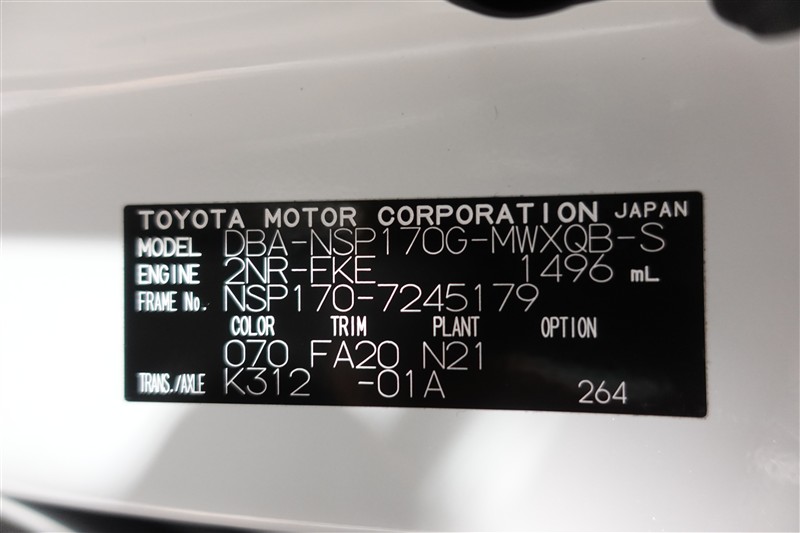 TOYOTA MOTOR CORPORATION JAPAN
MODEL DBA-NSP170G-MWXQB-S
ENGINE 2NR-FKE 1496 mL
FRAME No. NSP170-7245179
COLOR TRIM PLANT OPTION
070 FA20 N21
TRANS./AXLE K312 -01A 264